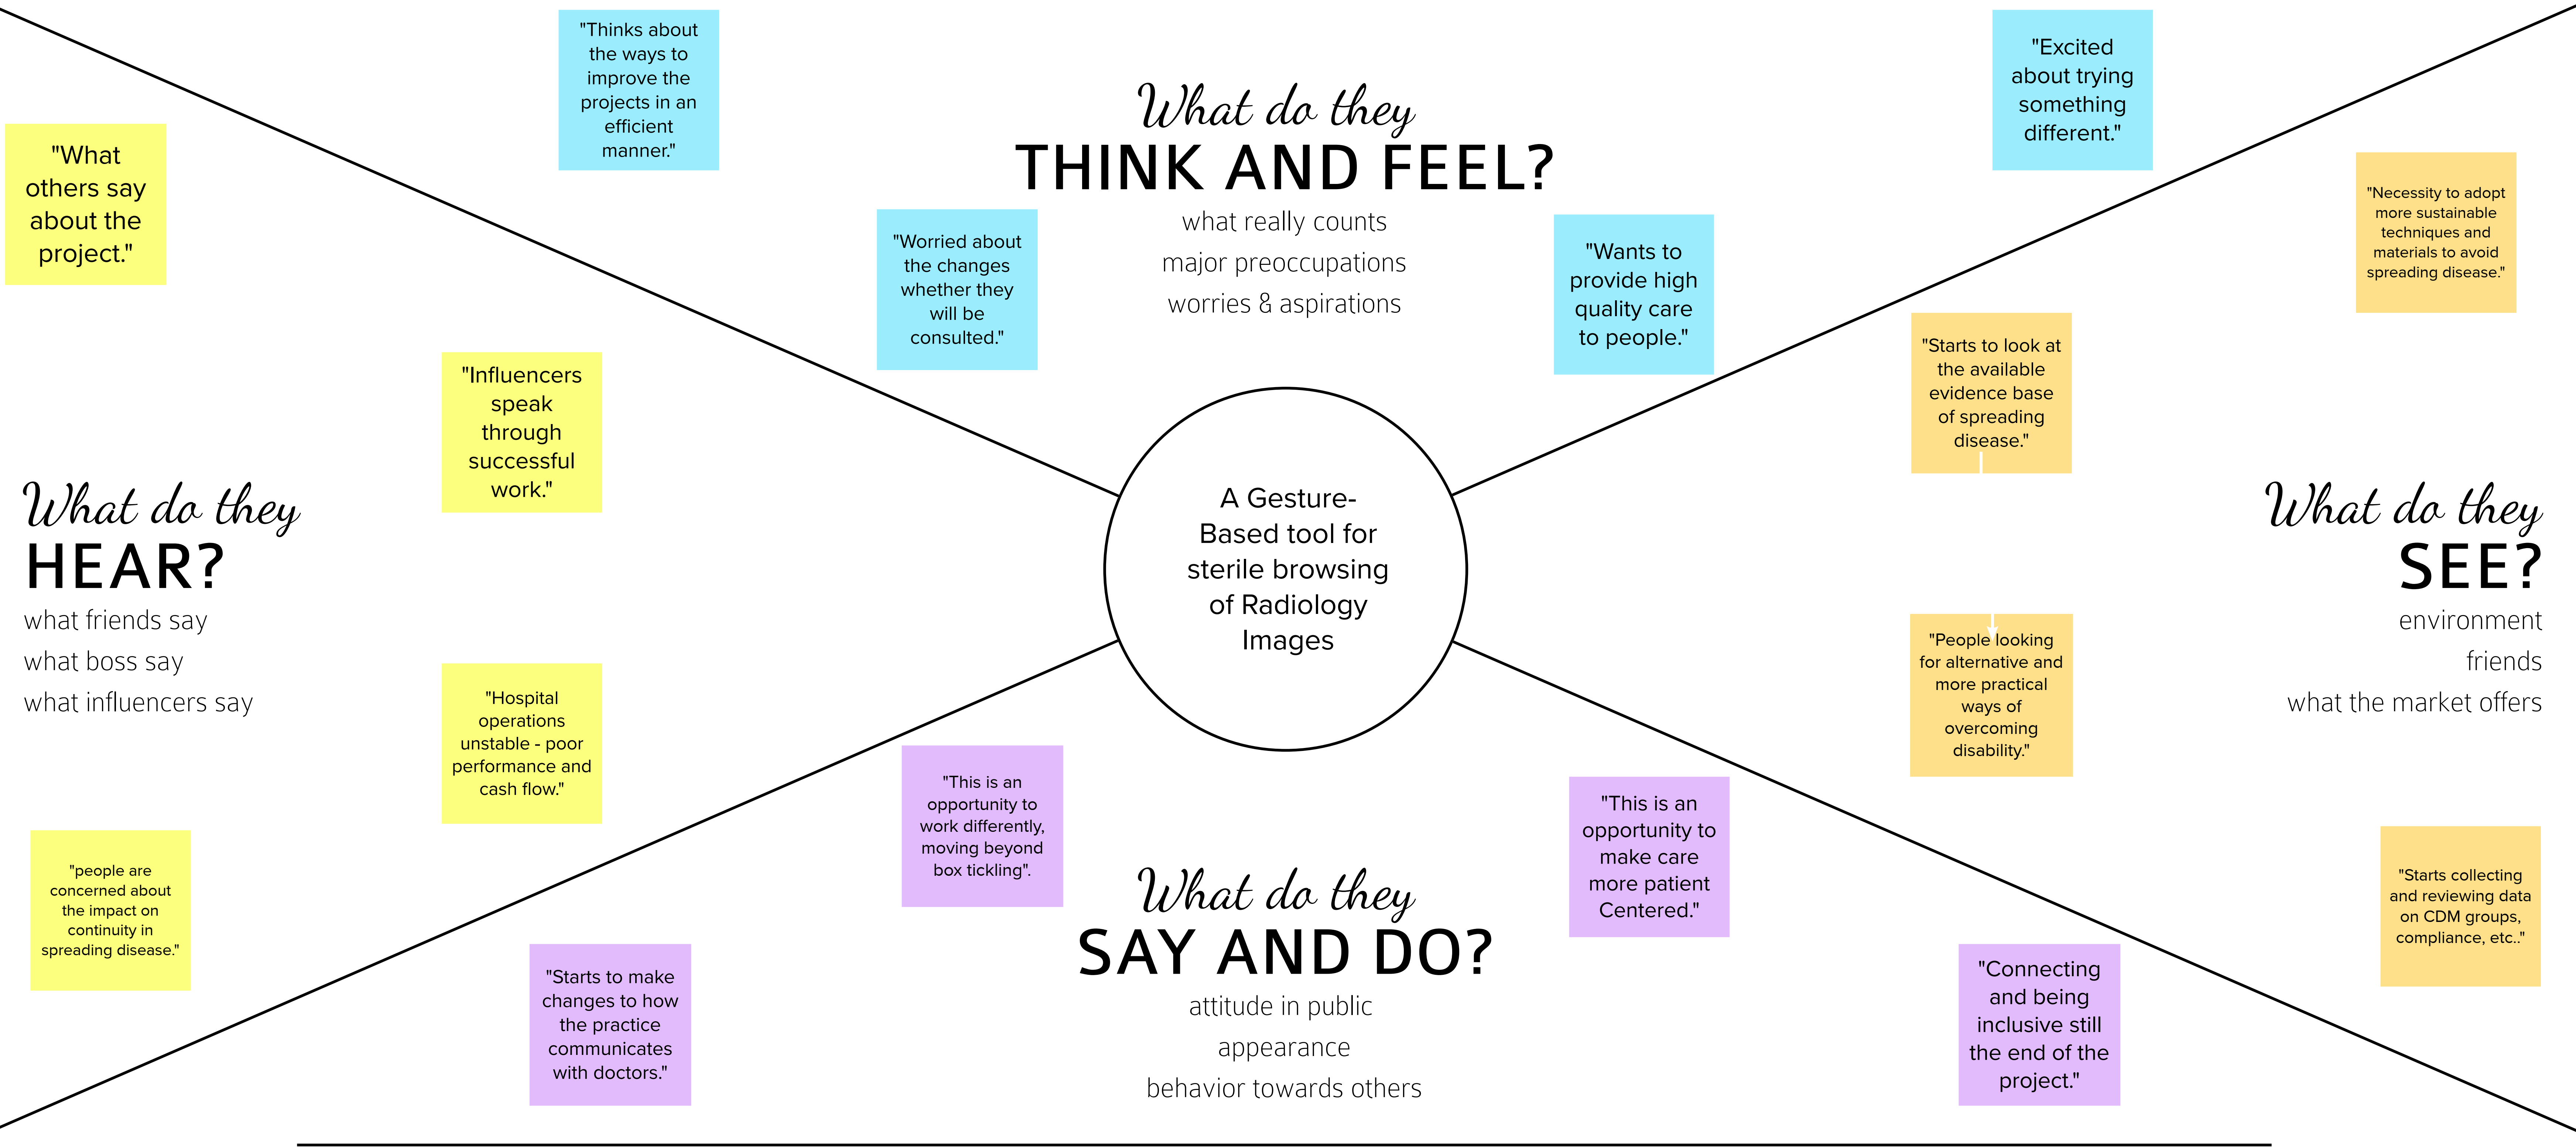 "Thinks about
the ways to
improve the
projects in an
efficient
manner."
"Excited
about trying
something
different."
What do they
THINK AND FEEL?
what really counts
major preoccupations
worries & aspirations
"Worried about
the changes
whether they
will be
consulted."
"Wants to
provide high
quality care
to people."
"What
others say
about the
project."
"Influencers
speak
through
successful
work."
What do they
HEAR?
what friends say
what boss say
what influencers say
"Hospital
operations
unstable - poor
performance and
cash flow."
"people are
concerned about
the impact on
continuity in
spreading disease."
A Gesture-
Based tool for
sterile browsing
of Radiology
Images
"Necessity to adopt
more sustainable
techniques and
materials to avoid
spreading disease."
"Starts to look at
the available
evidence base
of spreading
disease."
What do they
SEE?
environment
friends
what the market offers
"People looking
for alternative and
more practical
ways of
overcoming
disability."
"Starts collecting
and reviewing data
on CDM groups,
compliance, etc.."
"This is an
opportunity to
work differently,
moving beyond
box tickling".
"This is an
opportunity to
make care
more patient
Centered."
What do they
SAY AND DO?
attitude in public
appearance
behavior towards others
"Starts to make
changes to how
the practice
communicates
with doctors."
"Connecting
and being
inclusive still
the end of the
project."